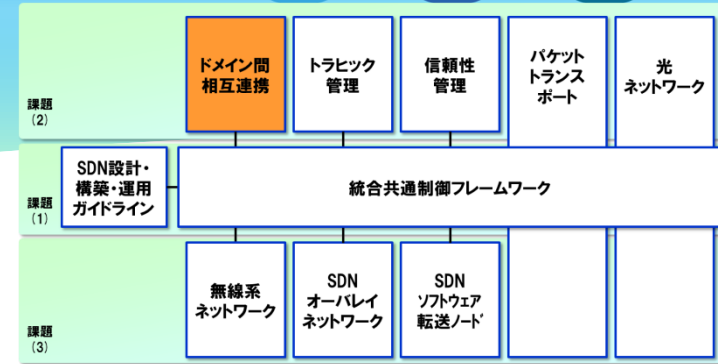 課題
(2)
ドメイン間
相互連携
トラヒック
管理
信頼性
管理
パケット
トランス
ポート
光
ネットワーク
課題
(1)
SDN設計・
構築・運用
ガイドライン
統合共通制御フレームワーク
課題
(3)
無線系
ネットワーク
SDN
オーバレイ
ネットワーク
SDN
ソフトウェア
転送ノード